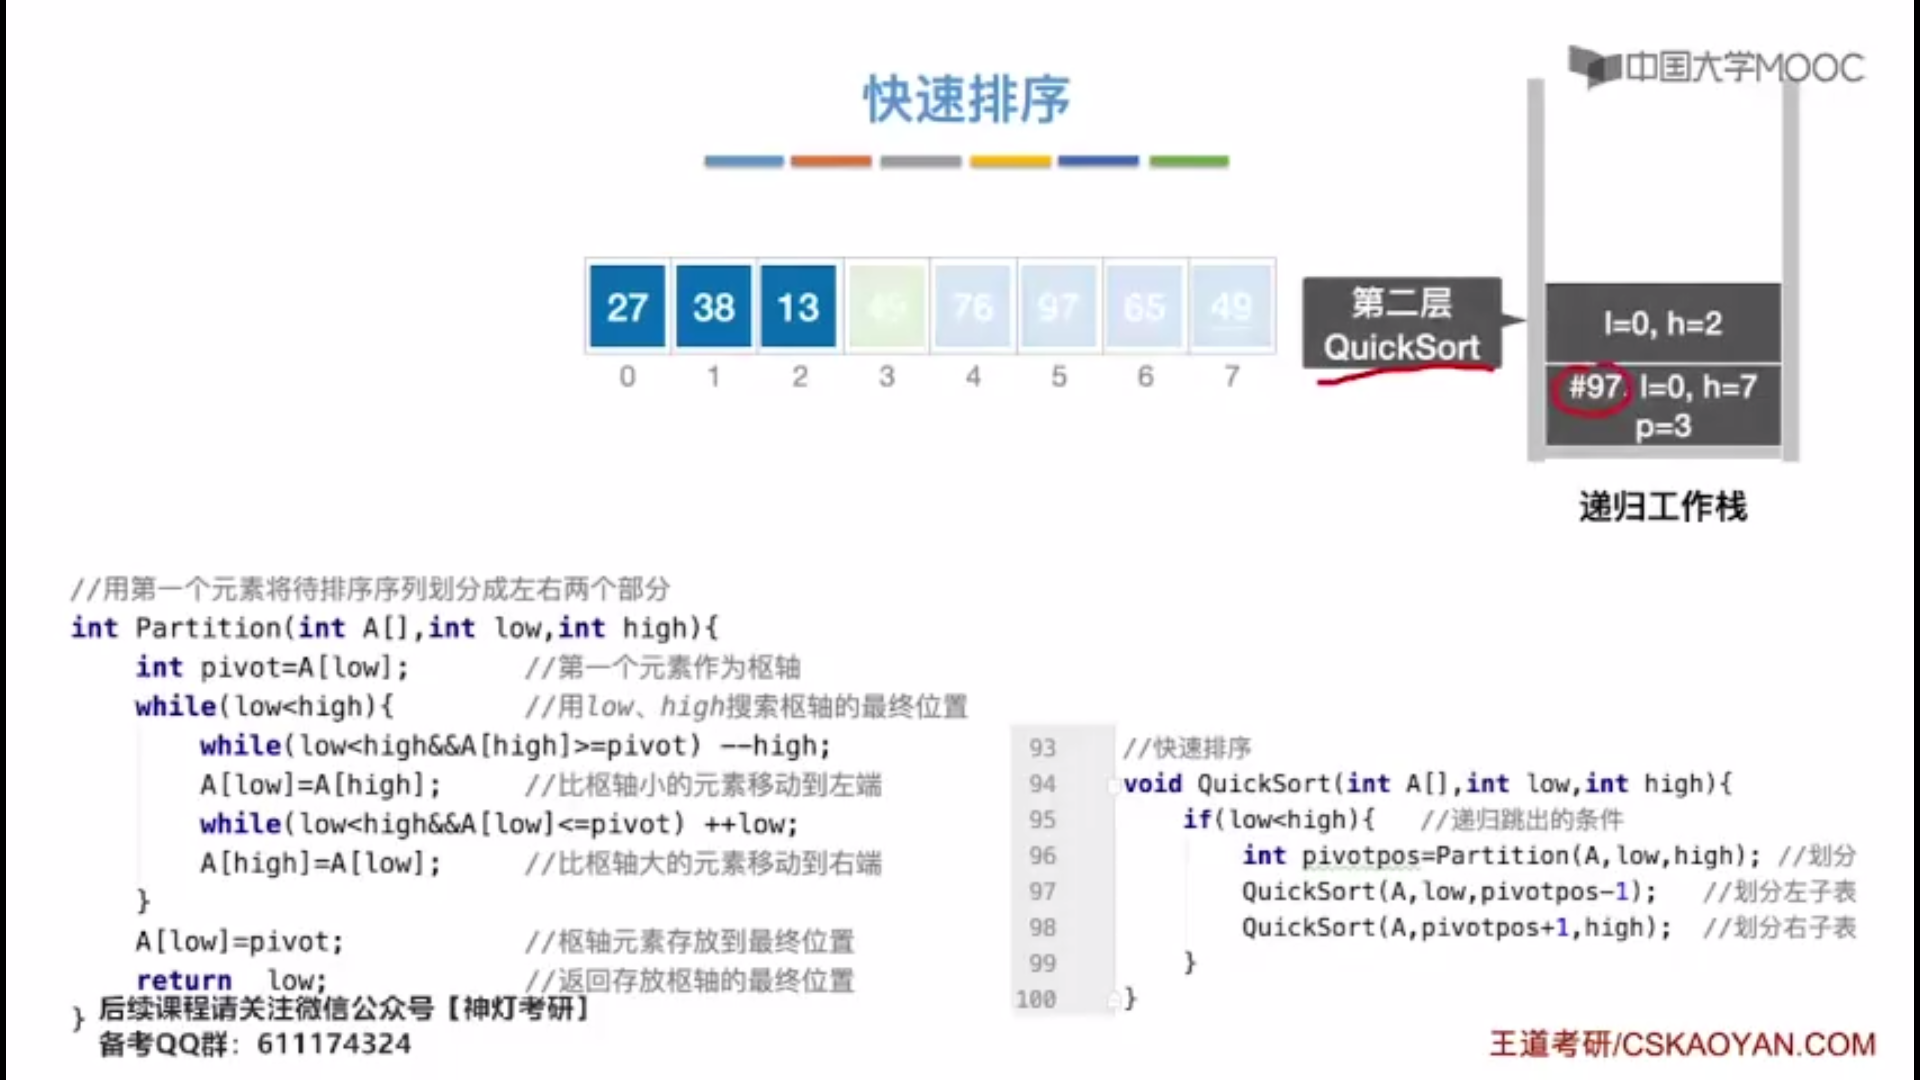 中国大学MOOC
快速排序
27 38 13 49 76 97 65 49
0 1 2 3 4 5 6 7
第二层
QuickSort
l=0, h=2
#97 l=0, h=7
p=3
递归工作栈
//用第一个元素将待排序序列划分成左右两个部分
int Partition(int A[],int low,int high){
int pivot=A[low]; //第一个元素作为枢轴
while(low<high){ //用low、high搜索枢轴的最终位置
while(low<high&&A[high]>=pivot) --high;
A[low]=A[high]; //比枢轴小的元素移动到左端
while(low<high&&A[low]<=pivot) ++low;
A[high]=A[low]; //比枢轴大的元素移动到右端
}
A[low]=pivot; //枢轴元素存放到最终位置
return low; //返回存放枢轴的最终位置
}
93 //快速排序
94 void QuickSort(int A[],int low,int high){
95 if(low<high){ //递归跳出的条件
96 int pivotpos=Partition(A,low,high); //划分
97 QuickSort(A,low,pivotpos-1); //划分左子表
98 QuickSort(A,pivotpos+1,high); //划分右子表
99 }
100 }
后续课程请关注微信公众号【神灯考研】
备考QQ群：611174324
王道考研/CSKAOYAN.COM